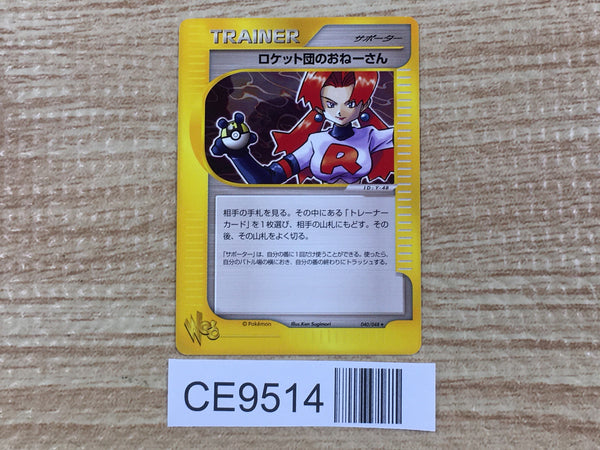 TRAINER サポーター
ロケット団のおねーさん
R
ID:Y-48
相手の手札を見る。その中にある「トレーナー
カード」を1枚選び、相手の山札にもどす。その
後、その山札をよく切る。
「サポーター」は、自分の番に1回だけ使うことができる。使ったら、
自分のバトル場の横におき、自分の番の終わりにトラッシュする。
Web
©Pokémon Illus.Ken Sugimori 040/048 ●
CE9514